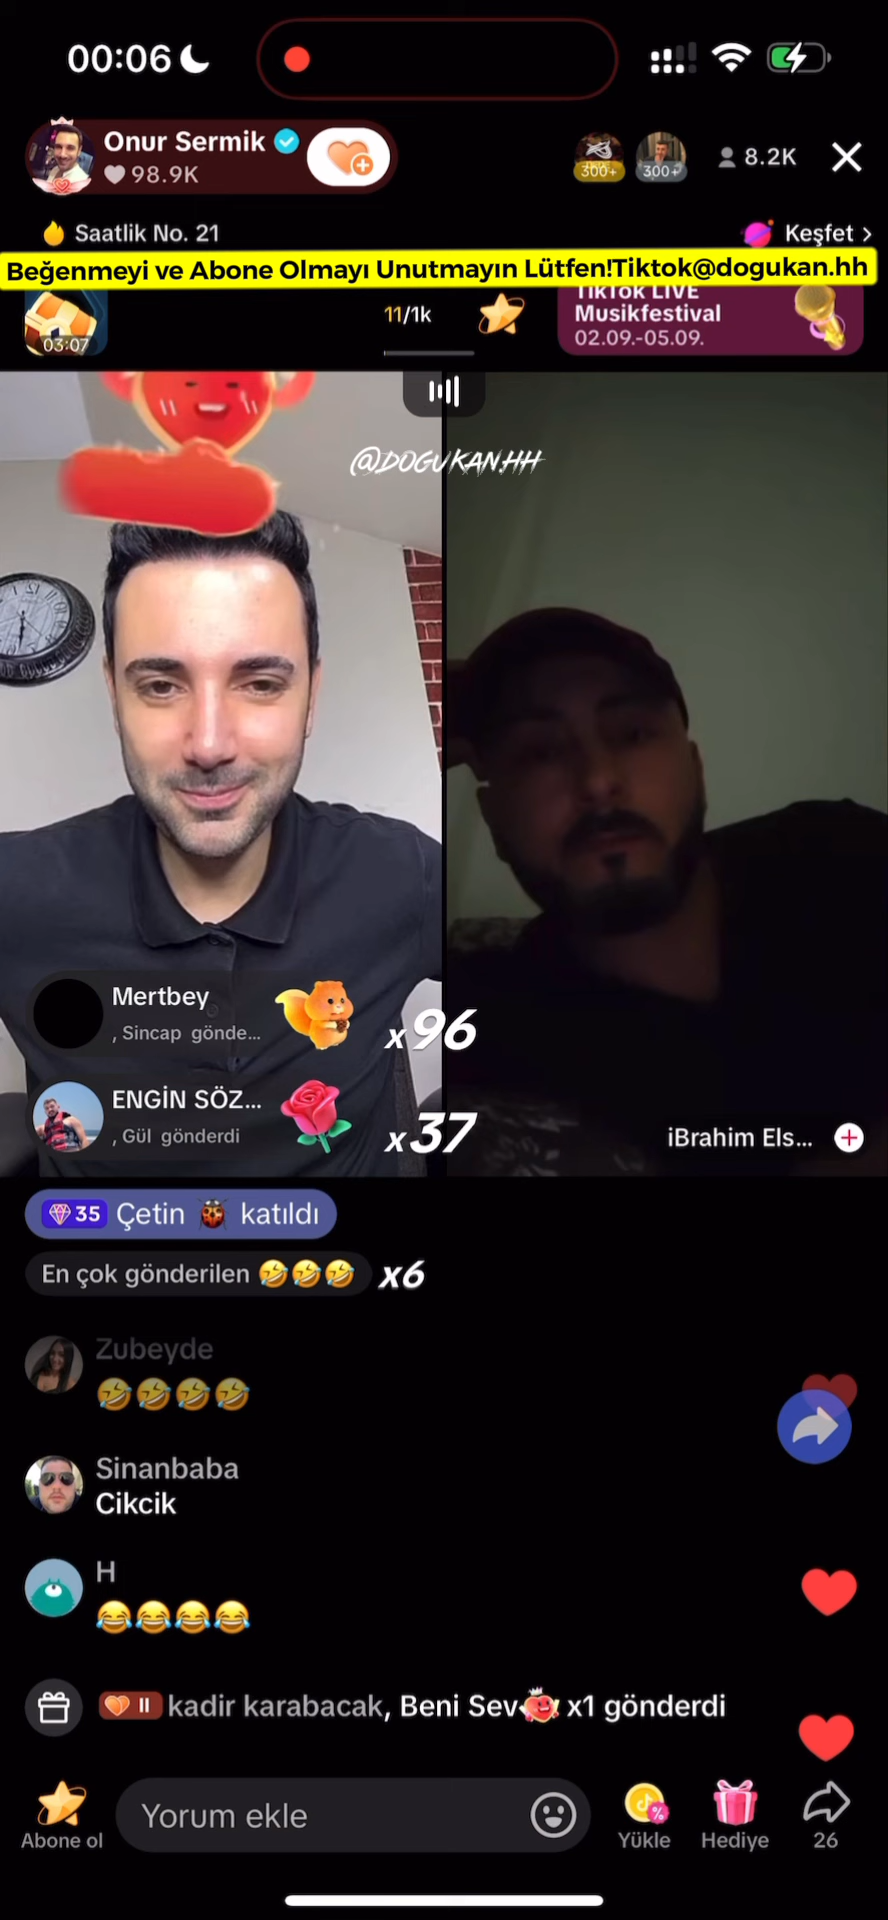 00:06
Onur Sermik
98.9K
300+
300+
8.2K
Saatlik No. 21
Keşfet
Beğenmeyi ve Abone Olmayı Unutmayın Lütfen!Tiktok@dogukan.hh
03:07
11/1k
TikTok LIVE
Musikfestival
02.09.-05.09.
@DOGUKAN.HH
Mertbey
, Sincap gönde...
x96
ENGİN SÖZ...
, Gül gönderdi
x37
iBrahim Els...
35 Çetin 🐞 katıldı
En çok gönderilen 🤣🤣🤣 x6
Zubeyde
🤣🤣🤣🤣
Sinanbaba
Cikcik
H
😂😂😂😂
II kadir karabacak, Beni Sev x1 gönderdi
Abone ol
Yorum ekle
Yükle
Hediye
26